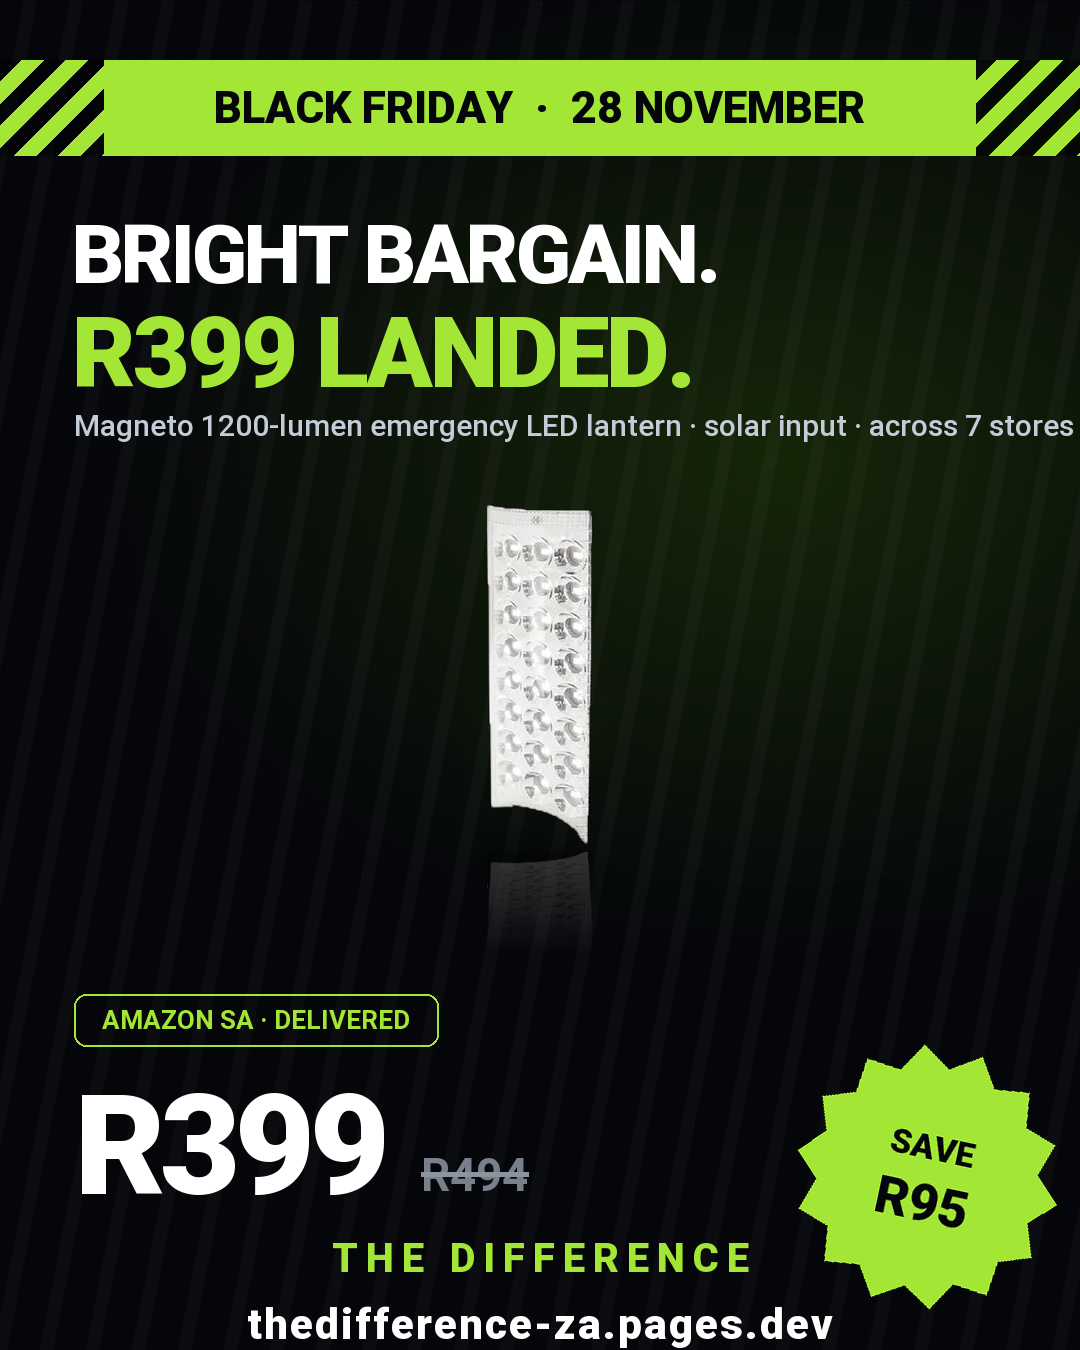 BLACK FRIDAY · 28 NOVEMBER
BRIGHT BARGAIN.
R399 LANDED.
Magneto 1200-lumen emergency LED lantern · solar input · across 7 stores
AMAZON SA · DELIVERED
R399 R494
SAVE
R95
THE DIFFERENCE
thedifference-za.pages.dev